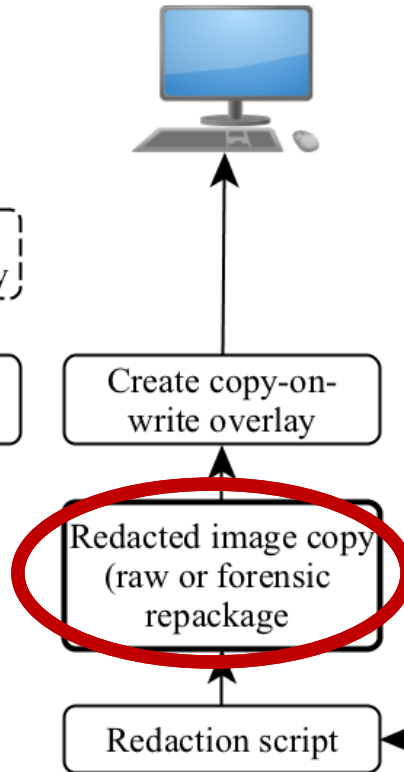 y
Create copy-on-
write overlay
Redacted image copy
(raw or forensic
repackage
Redaction script